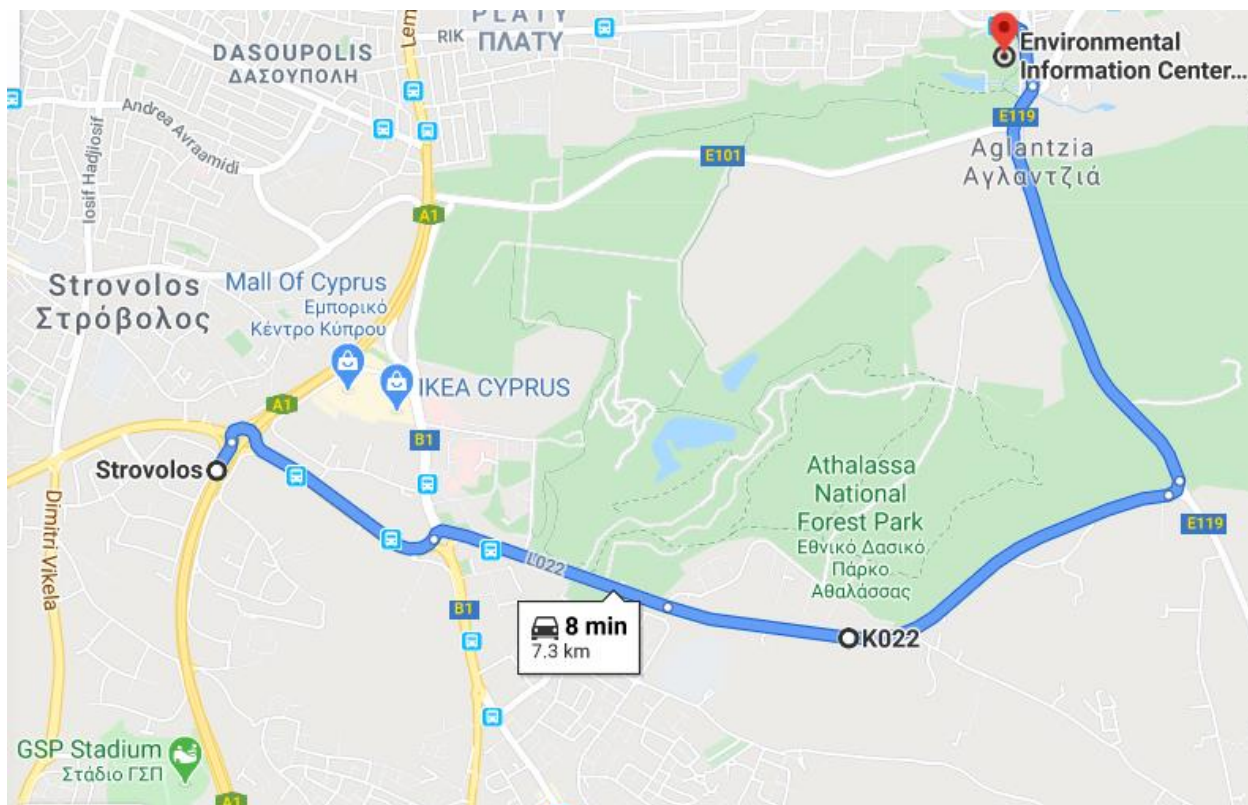 PLATY
ΠΛΑΤΥ
RIK
DASOUPOLIS
ΔΑΣΟΥΠΟΛΗ
Lem
Environmental
Information Center...
Andrea Avraamidi
Iosif Hadjiosif
E119
E101
Aglantzia
Αγλαντζιά
A1
Strovolos
Στρόβολος
Mall Of Cyprus
Εμπορικό
Κέντρο Κύπρου
IKEA CYPRUS
A1
B1
Strovolos
Dimitri Vikela
Athalassa
National
Forest Park
Εθνικό Δασικό
Πάρκο
Αθαλάσσας
E119
L022
B1
8 min
7.3 km
K022
GSP Stadium
Στάδιο ΓΣΠ
A1